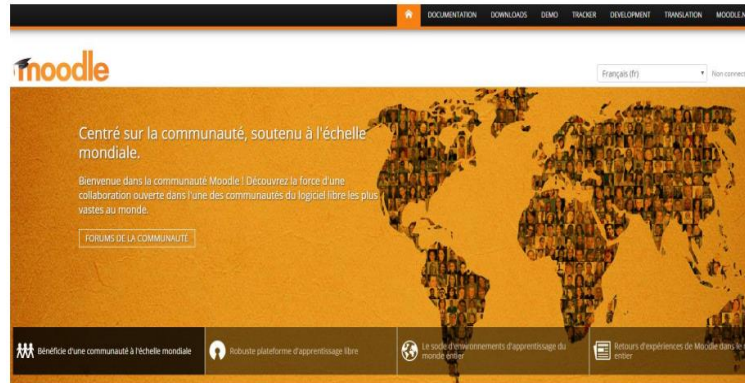 DOCUMENTATION DOWNLOADS DEMO TRACKER DEVELOPMENT TRANSLATION MOODLE.N
moodle
Français (fr) Non connect
Centré sur la communauté, soutenu à l'échelle
mondiale.
Bienvenue dans la communauté Moodle ! Découvrez la force d'une
collaboration ouverte dans l'une des communautés du logiciel libre les plus
vastes au monde.
FORUMS DE LA COMMUNAUTÉ
Bénéficie d'une communauté à l'échelle mondiale
Robuste plateforme d'apprentissage libre
Le socle d'environnements d'apprentissage du
monde entier
Retours d'expériences de Moodle dans le
entier